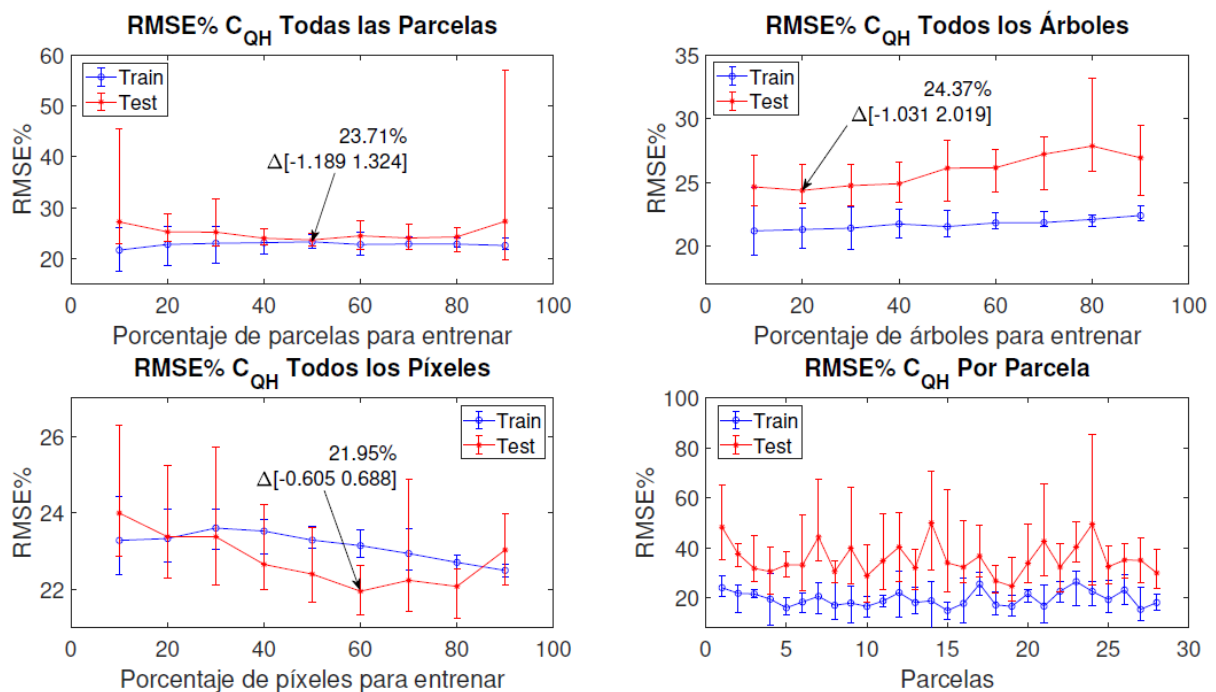 RMSE% C_QH Todas las Parcelas
60
50
40
30
20
RMSE%
Train
Test
23.71%
Δ[-1.189 1.324]
0 20 40 60 80 100
Porcentaje de parcelas para entrenar
RMSE% C_QH Todos los Árboles
35
30
25
20
RMSE%
Train
Test
24.37%
Δ[-1.031 2.019]
0 20 40 60 80 100
Porcentaje de árboles para entrenar
RMSE% C_QH Todos los Píxeles
26
24
22
RMSE%
Train
Test
21.95%
Δ[-0.605 0.688]
0 20 40 60 80 100
Porcentaje de píxeles para entrenar
RMSE% C_QH Por Parcela
100
80
60
40
20
RMSE%
Train
Test
0 5 10 15 20 25 30
Parcelas